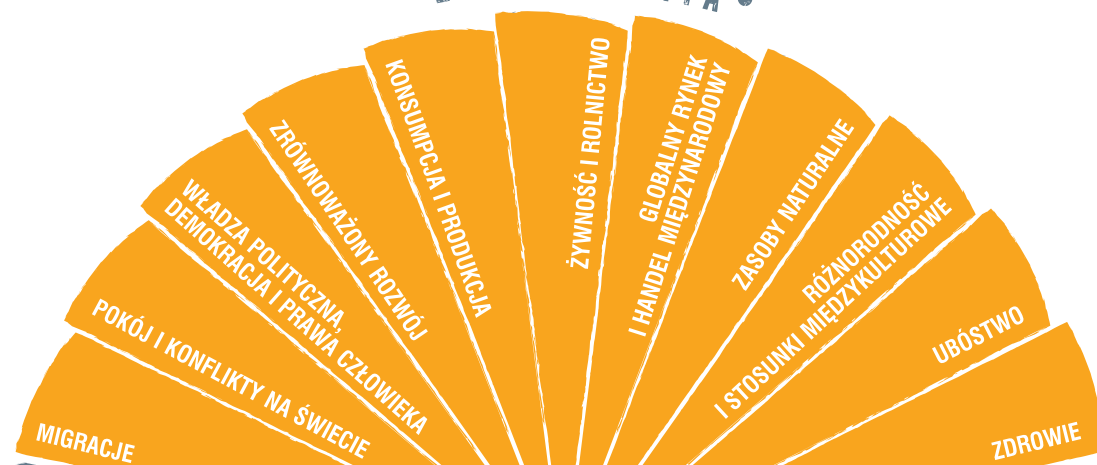 MIGRACJE
POKÓJ I KONFLIKTY NA ŚWIECIE
WŁADZA POLITYCZNA,
DEMOKRACJA I PRAWA CZŁOWIEKA
ZRÓWNOWAŻONY ROZWÓJ
KONSUMPCJA I PRODUKCJA
ŻYWNOŚĆ I ROLNICTWO
GLOBALNY RYNEK
I HANDEL MIĘDZYNARODOWY
ZASOBY NATURALNE
RÓŻNORODNOŚĆ
I STOSUNKI MIĘDZYKULTUROWE
UBÓSTWO
ZDROWIE